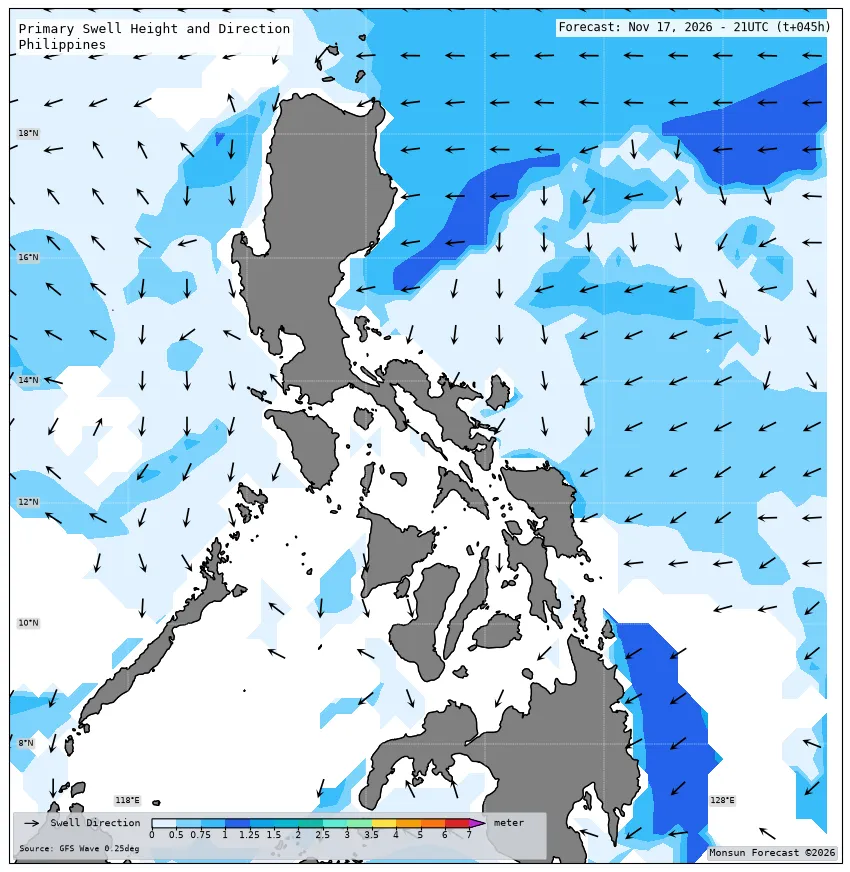 Primary Swell Height and Direction
Philippines
Forecast: Nov 17, 2026 - 21UTC (t+045h)
18°N
16°N
14°N
12°N
10°N
8°N
118°E
128°E
Swell Direction
0 0.5 0.75 1 1.25 1.5 2 2.5 3 3.5 4 5 6 7
meter
Source: GFS Wave 0.25deg
Monsun Forecast ©2026